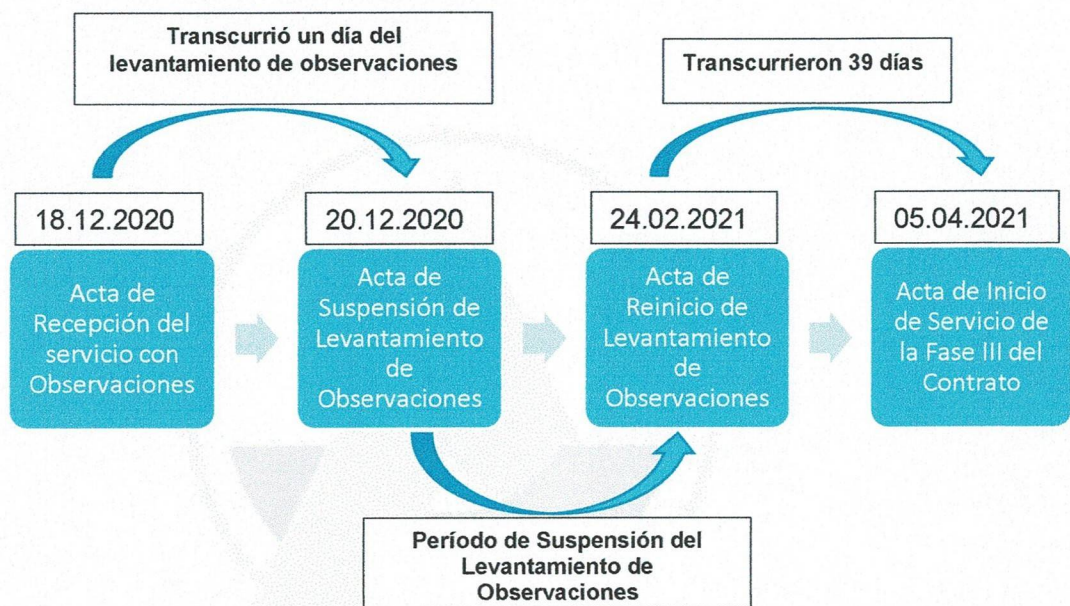 Transcurrió un día del
levantamiento de observaciones
Transcurrieron 39 días
18.12.2020
20.12.2020
24.02.2021
05.04.2021
Acta de
Recepción del
servicio con
Observaciones
Acta de
Suspensión de
Levantamiento
de
Observaciones
Acta de
Reinicio de
Levantamiento
de
Observaciones
Acta de Inicio
de Servicio de
la Fase III del
Contrato
Período de Suspensión del
Levantamiento de
Observaciones